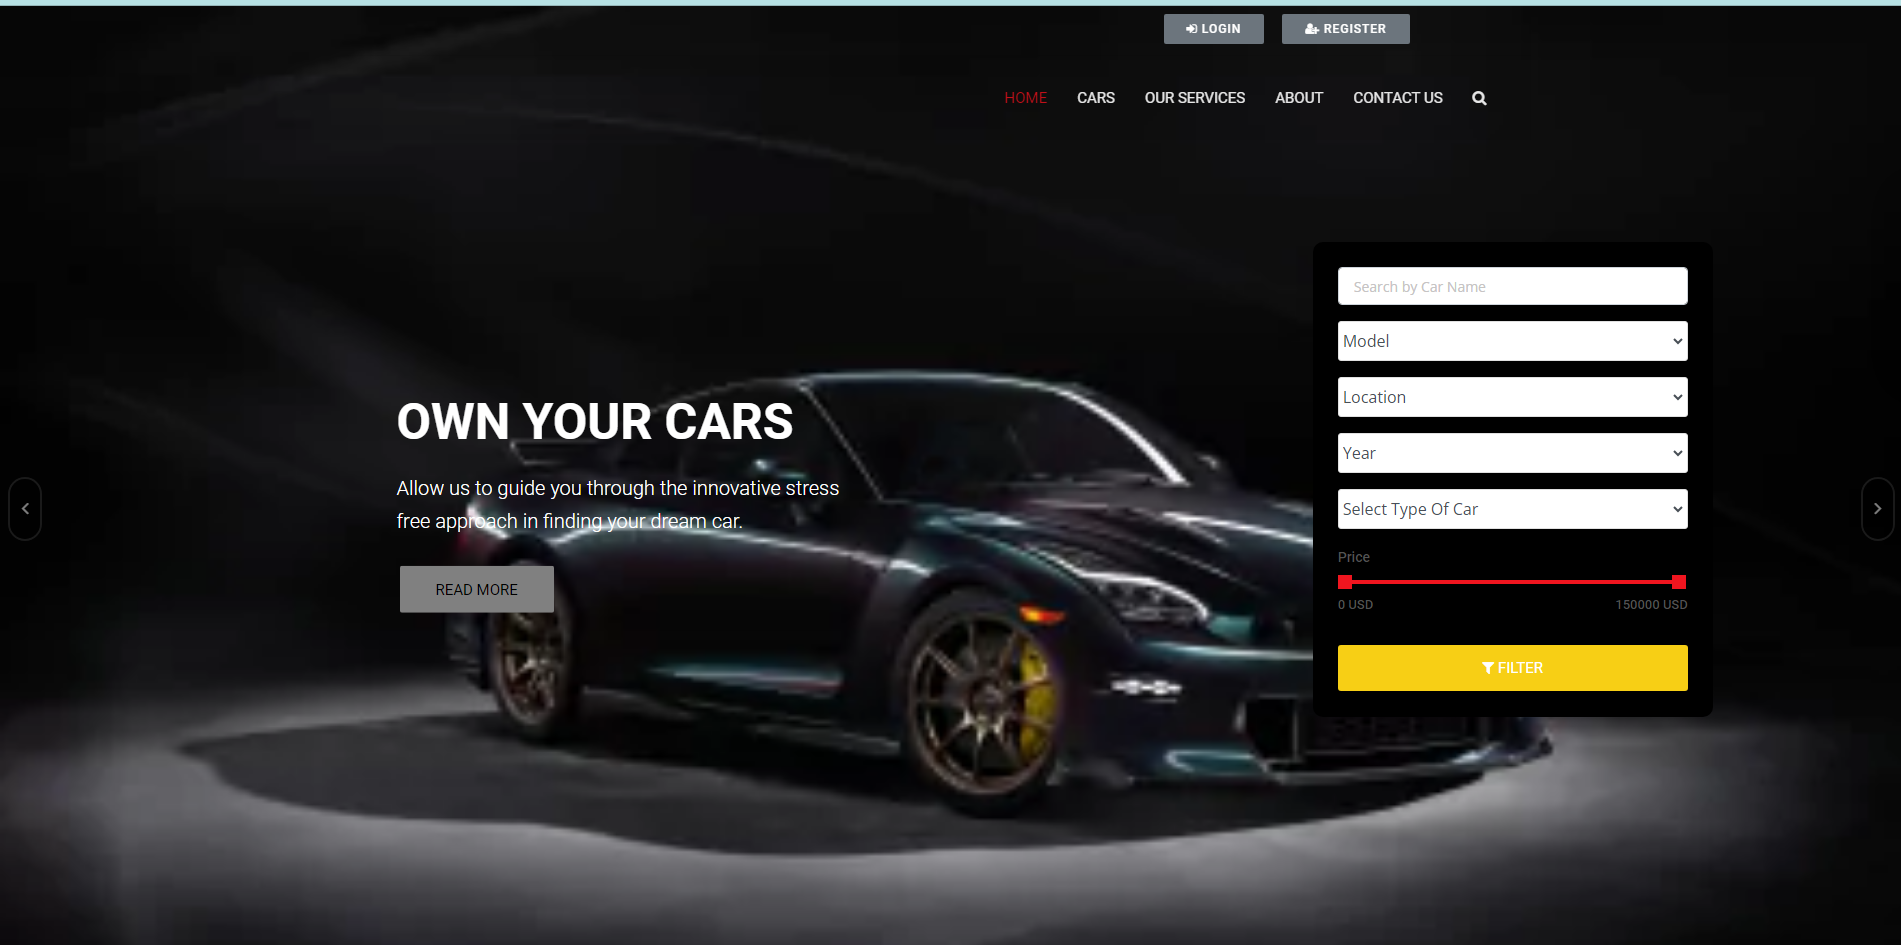 LOGIN
REGISTER
HOME
CARS
OUR SERVICES
ABOUT
CONTACT US
Search by Car Name
Model
Location
Year
Select Type Of Car
Price
0 USD
150000 USD
FILTER
OWN YOUR CARS
Allow us to guide you through the innovative stress
free approach in finding your dream car.
READ MORE